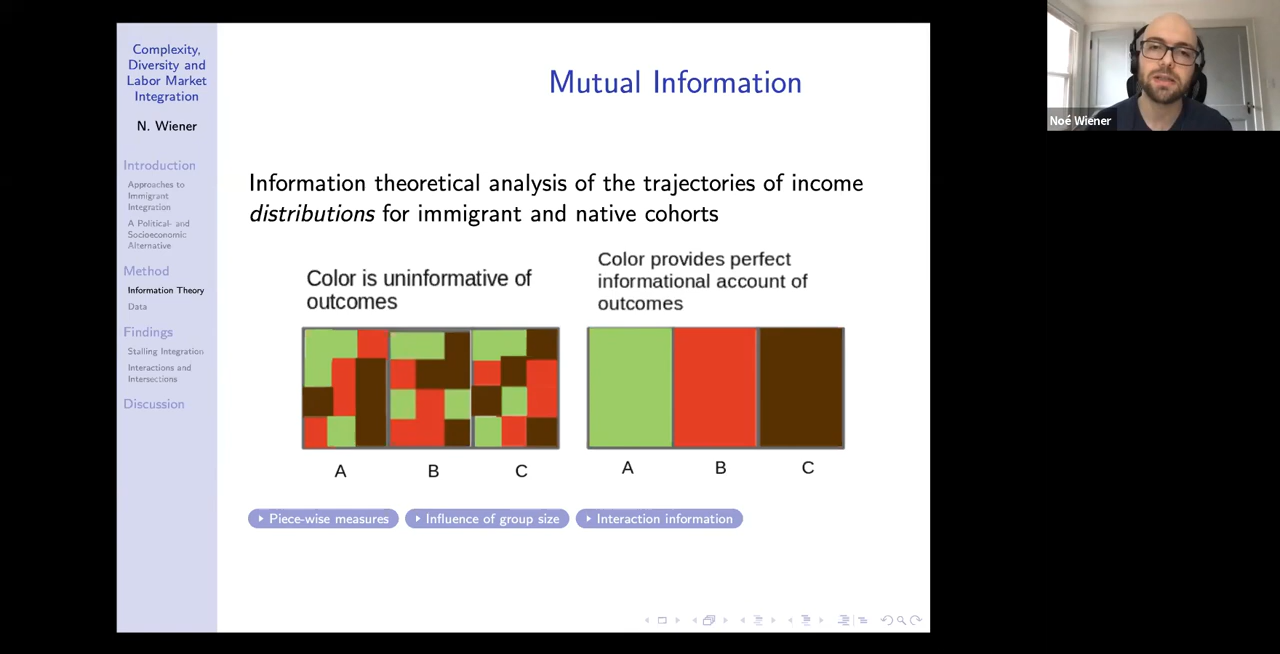 Complexity,
Diversity and
Labor Market
Integration
N. Wiener
Introduction
Approaches to
Immigrant
Integration
A Political- and
Socioeconomic
Alternative
Method
Information Theory
Data
Findings
Stalling Integration
Interactions and
Intersections
Discussion
Mutual Information
Information theoretical analysis of the trajectories of income
distributions for immigrant and native cohorts
Color is uninformative of
outcomes
A B C
Color provides perfect
informational account of
outcomes
A B C
Piece-wise measures
Influence of group size
Interaction information
Noé Wiener